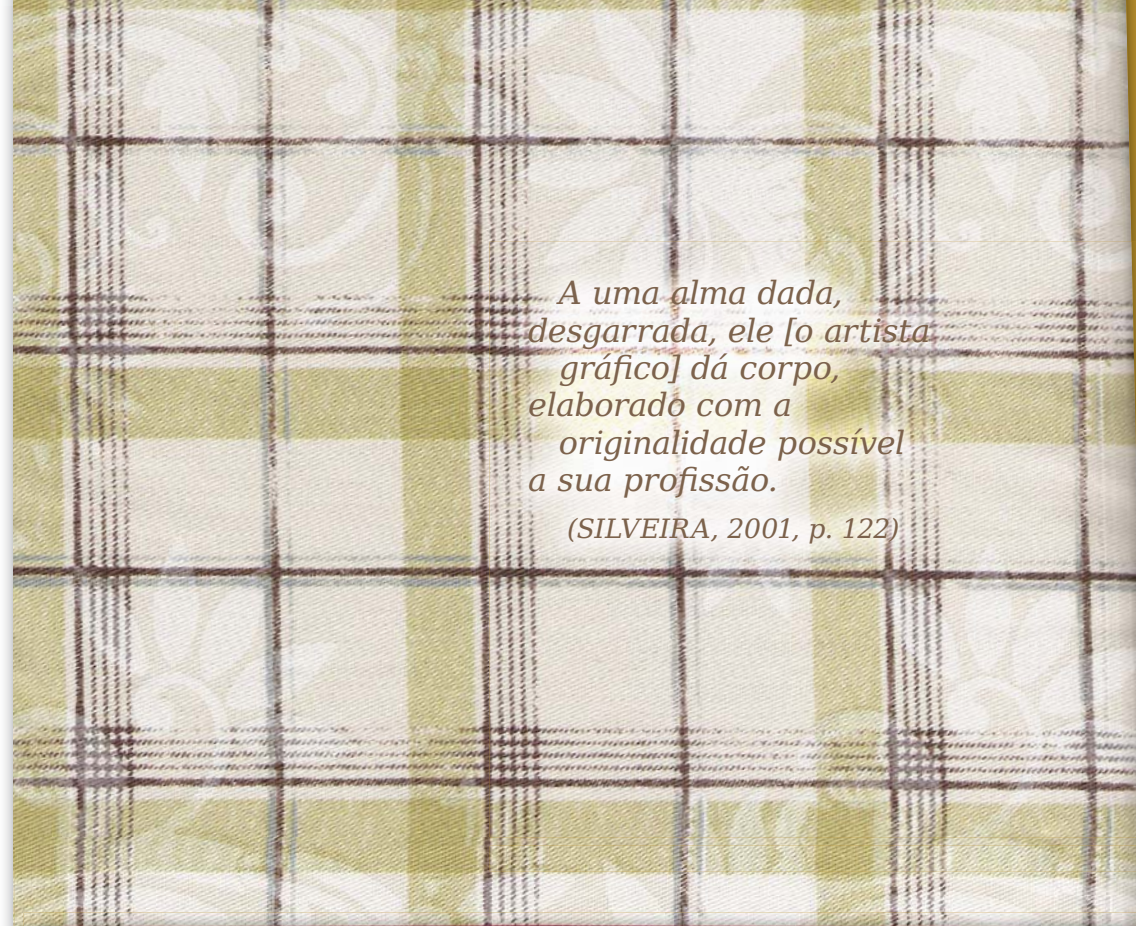 A uma alma dada,
desgarrada, ele [o artista
gráfico] dá corpo,
elaborado com a
originalidade possível
a sua profissão.
(SILVEIRA, 2001, p. 122)